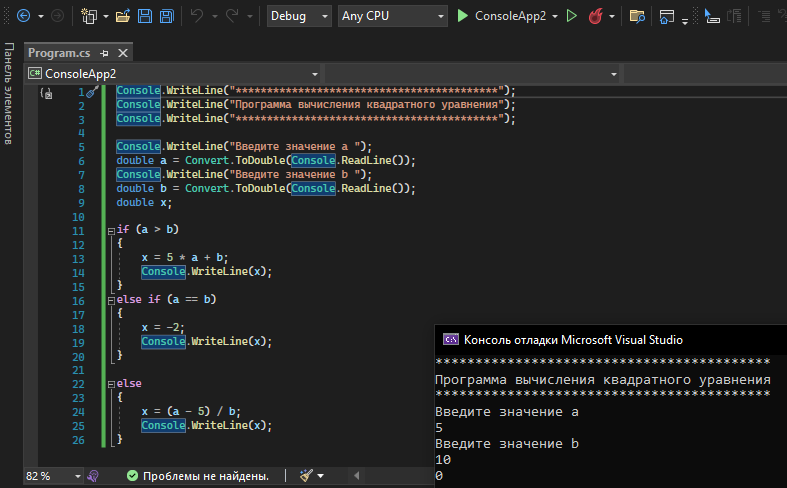 Debug Any CPU ConsoleApp2
Панель элементов
Program.cs
C# ConsoleApp2
1 Console.WriteLine("******************************************");
2 Console.WriteLine("Программа вычисления квадратного уравнения");
3 Console.WriteLine("******************************************");
4
5 Console.WriteLine("Введите значение a ");
6 double a = Convert.ToDouble(Console.ReadLine());
7 Console.WriteLine("Введите значение b ");
8 double b = Convert.ToDouble(Console.ReadLine());
9 double x;
10
11 if (a > b)
12 {
13 x = 5 * a + b;
14 Console.WriteLine(x);
15 }
16 else if (a == b)
17 {
18 x = -2;
19 Console.WriteLine(x);
20 }
21
22 else
23 {
24 x = (a - 5) / b;
25 Console.WriteLine(x);
26 }
82 % Проблемы не найдены.
Консоль отладки Microsoft Visual Studio
******************************************
Программа вычисления квадратного уравнения
******************************************
Введите значение a
5
Введите значение b
10
0